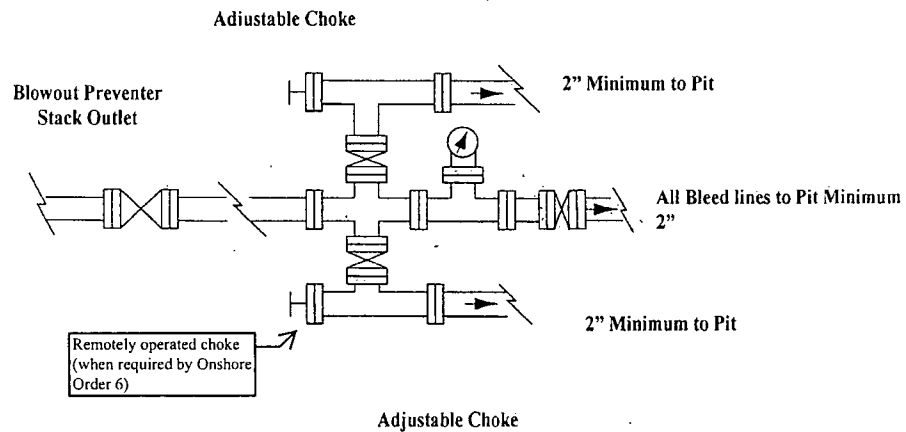 Adjustable Choke
2” Minimum to Pit
Blowout Preventer
Stack Outlet
All Bleed lines to Pit Minimum
2”
2” Minimum to Pit
Remotely operated choke
(when required by Onshore
Order 6)
Adjustable Choke